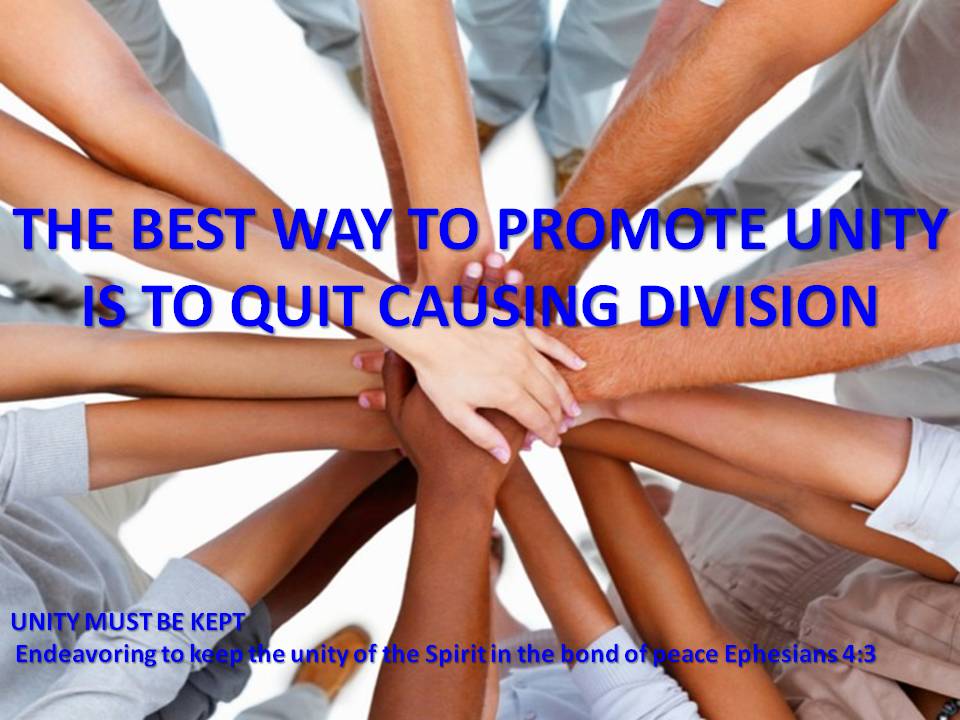 THE BEST WAY TO PROMOTE UNITY
IS TO QUIT CAUSING DIVISION
UNITY MUST BE KEPT
Endeavoring to keep the unity of the Spirit in the bond of peace Ephesians 4:3